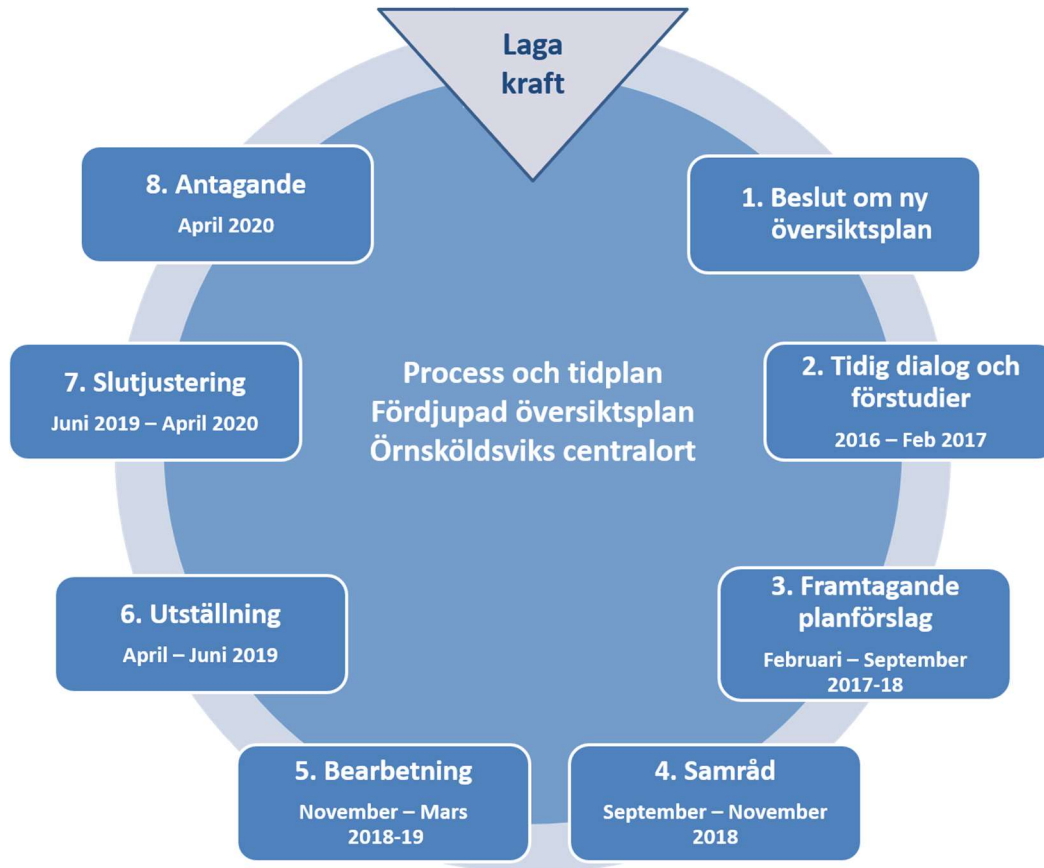 Laga
kraft
1. Beslut om ny
översiktsplan
2. Tidig dialog och
förstudier
2016 – Feb 2017
3. Framtagande
planförslag
Februari – September
2017-18
4. Samråd
September – November
2018
5. Bearbetning
November – Mars
2018-19
6. Utställning
April – Juni 2019
7. Slutjustering
Juni 2019 – April 2020
8. Antagande
April 2020
Process och tidplan
Fördjupad översiktsplan
Örnsköldsviks centralort